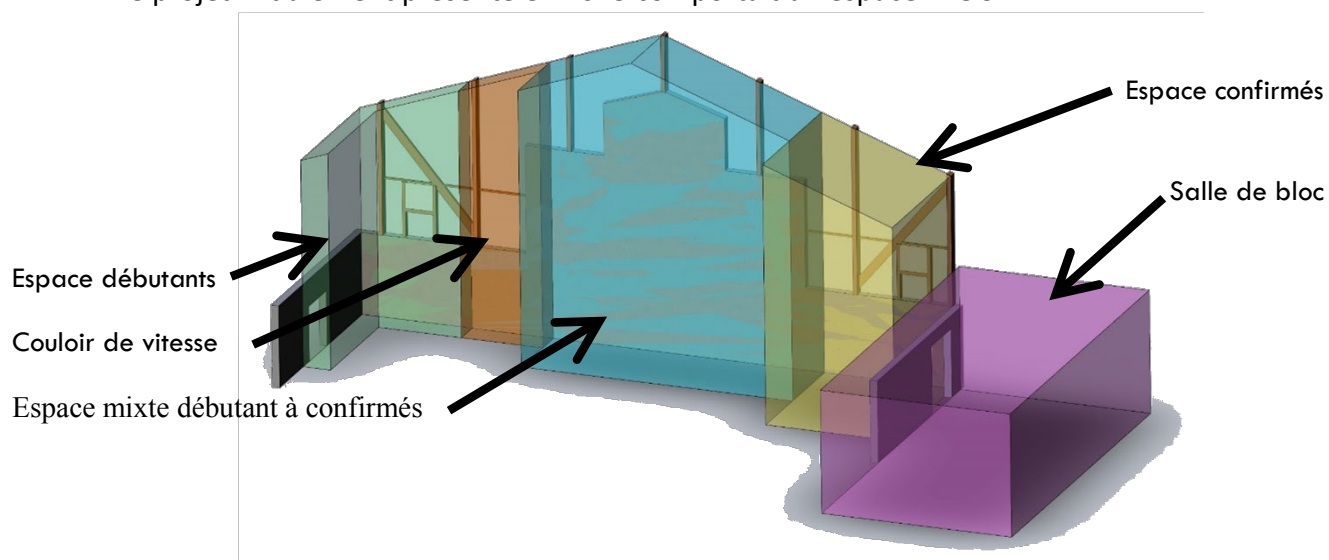 Espace confirmés
Salle de bloc
Espace débutants
Couloir de vitesse
Espace mixte débutant à confirmés